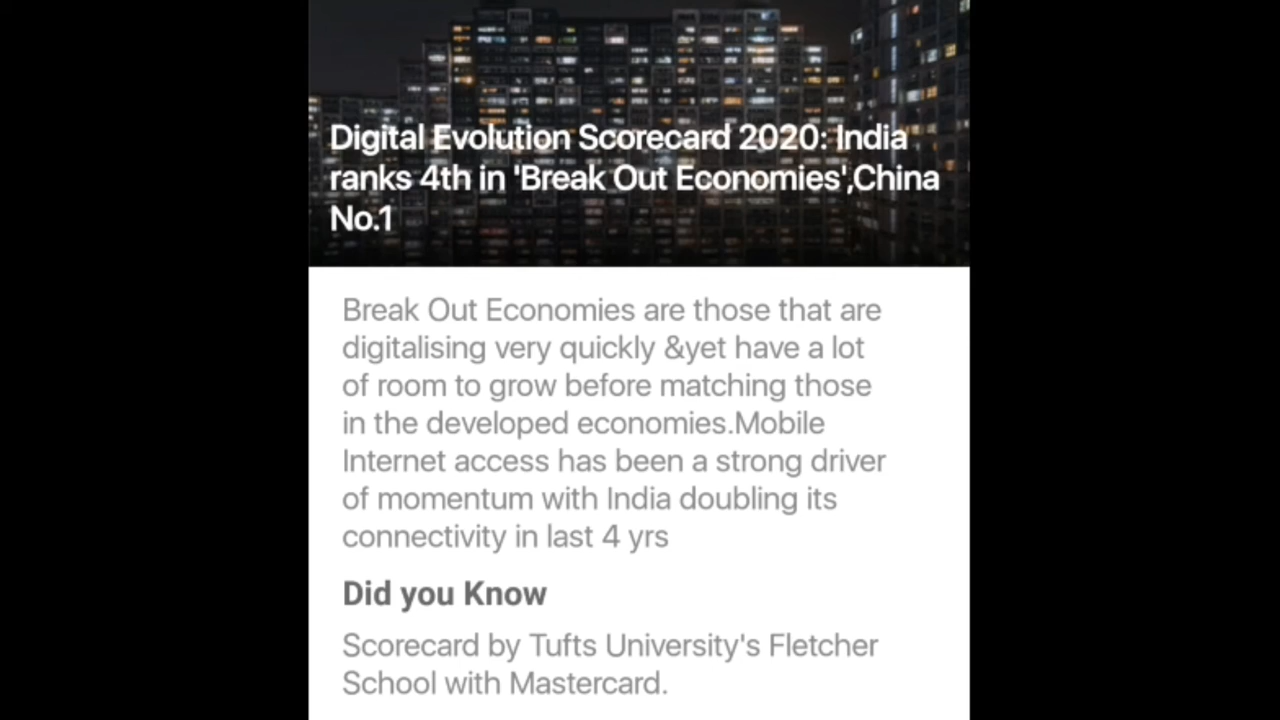 Digital Evolution Scorecard 2020: India
ranks 4th in 'Break Out Economies',China
No.1
Break Out Economies are those that are
digitalising very quickly &yet have a lot
of room to grow before matching those
in the developed economies.Mobile
Internet access has been a strong driver
of momentum with India doubling its
connectivity in last 4 yrs
Did you Know
Scorecard by Tufts University's Fletcher
School with Mastercard.